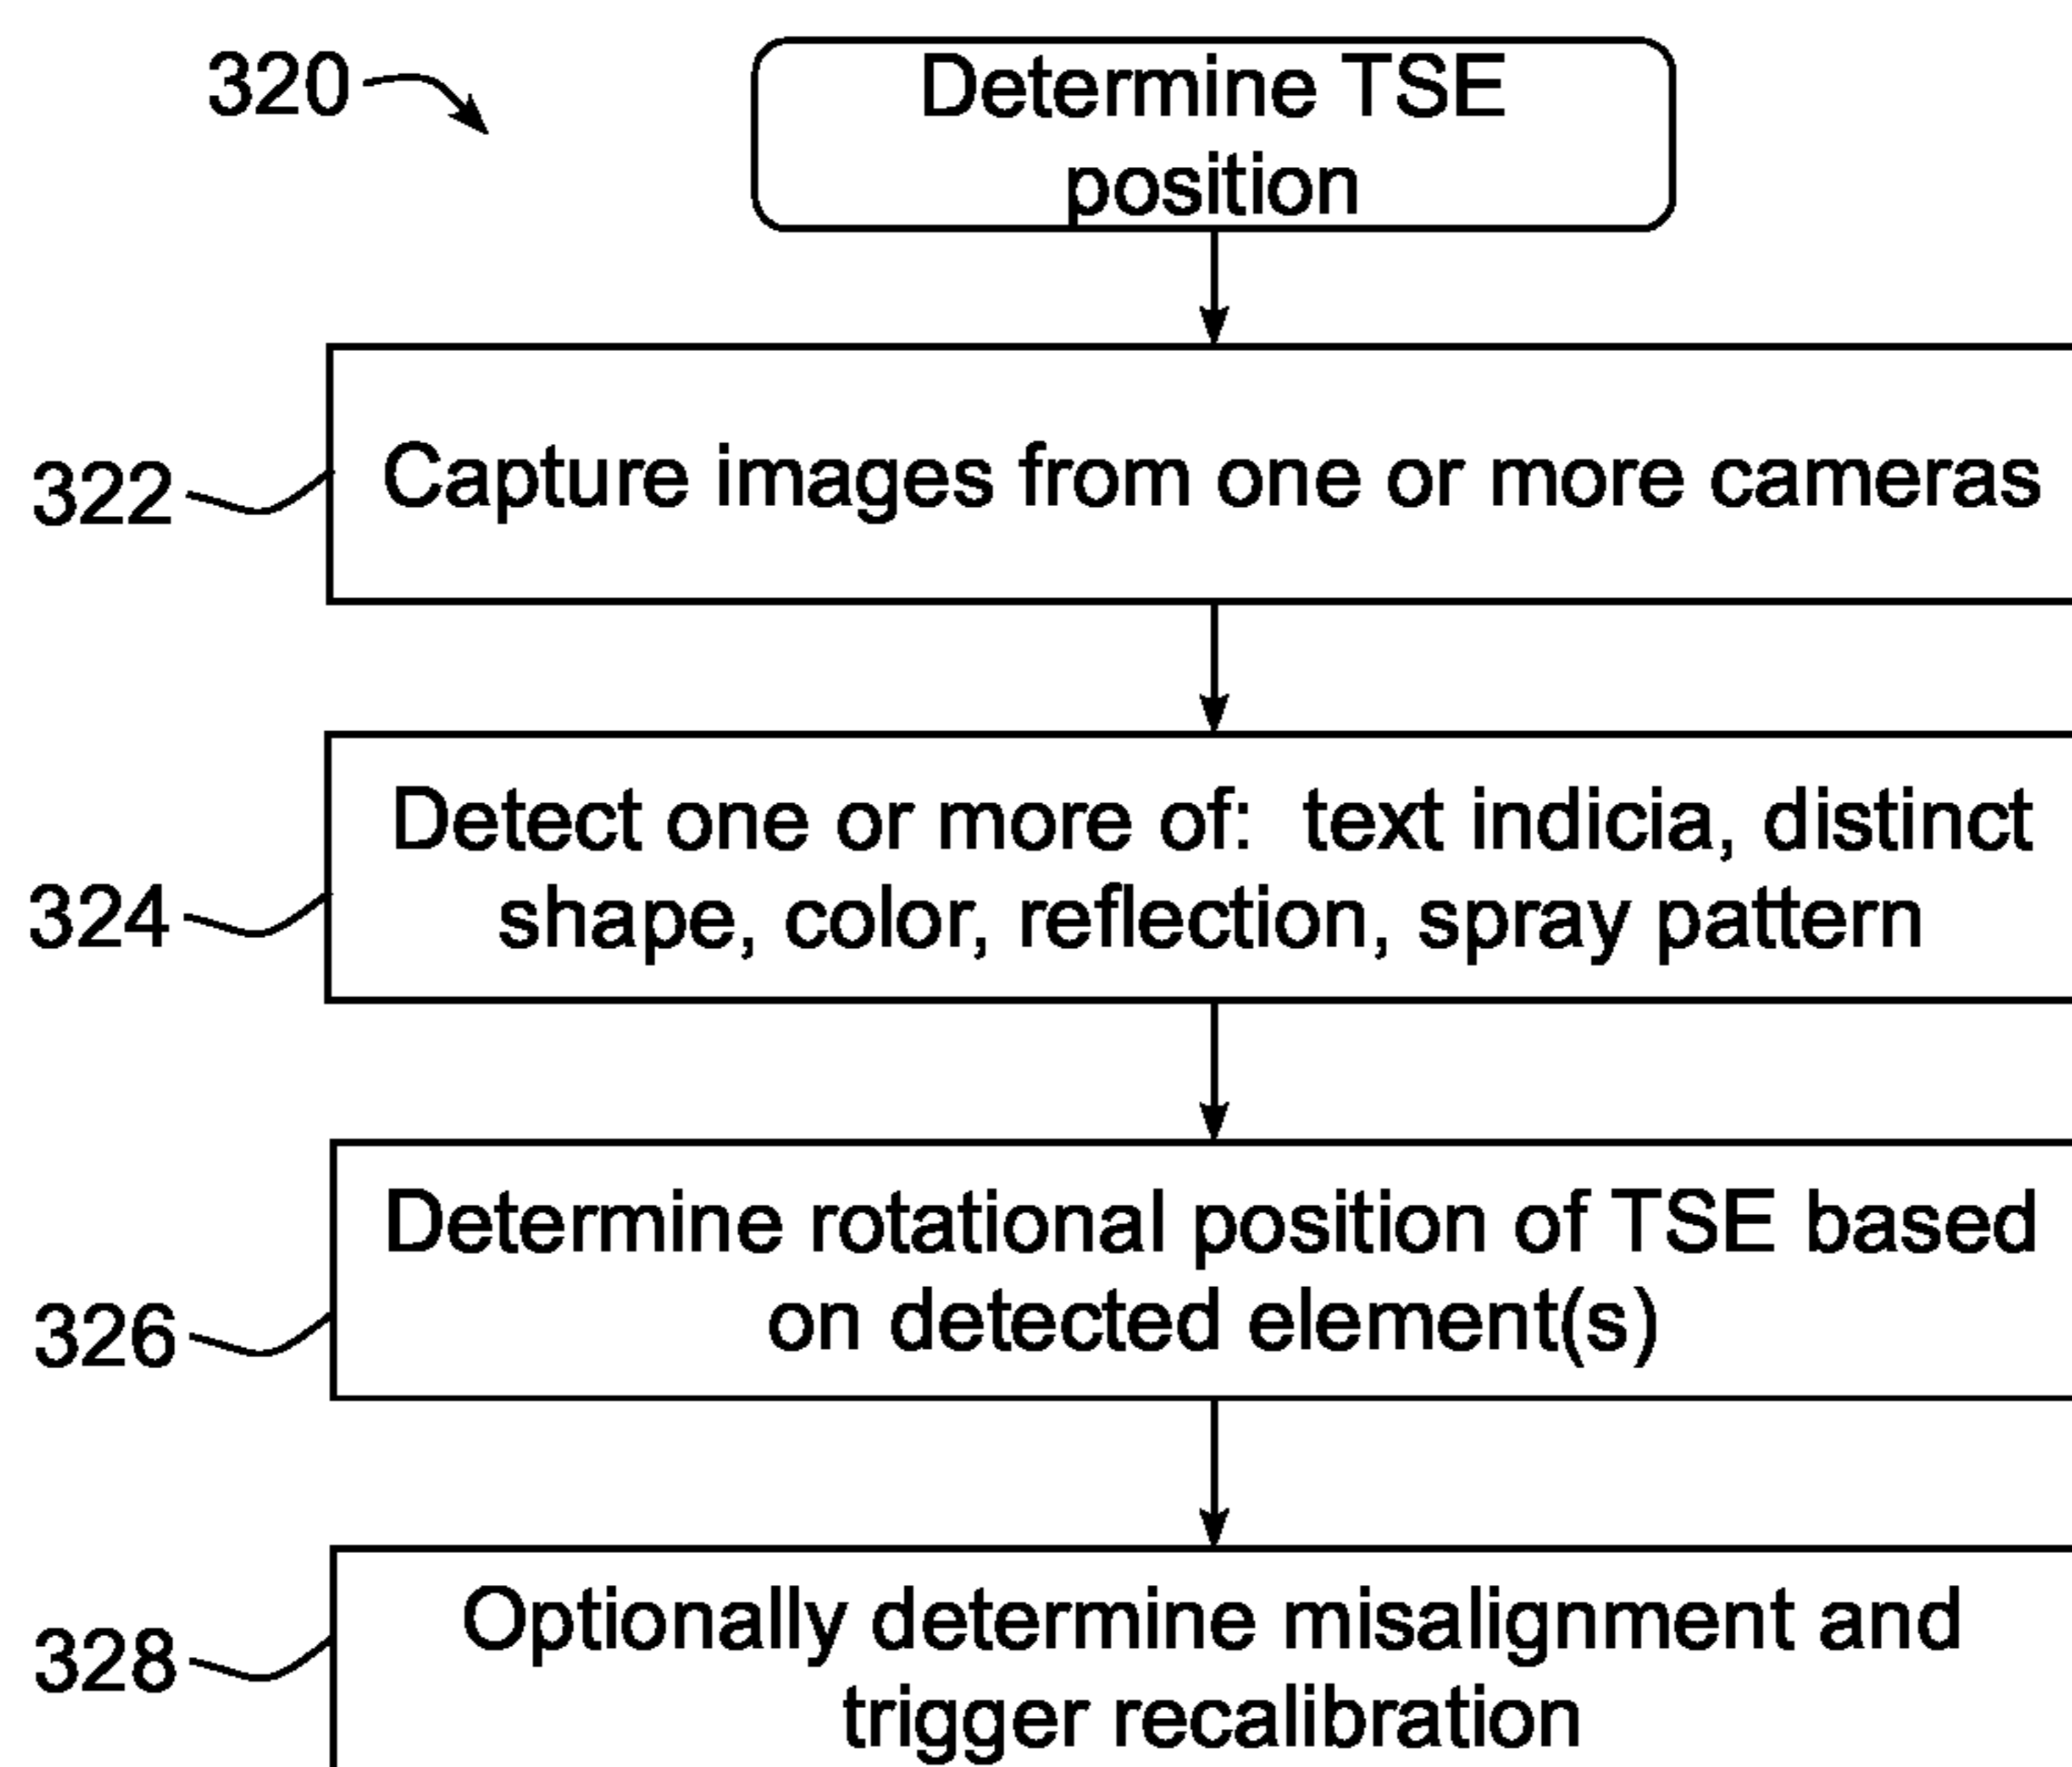 320
Determine TSE
position
322
Capture images from one or more cameras
324
Detect one or more of: text indicia, distinct
shape, color, reflection, spray pattern
326
Determine rotational position of TSE based
on detected element(s)
328
Optionally determine misalignment and
trigger recalibration